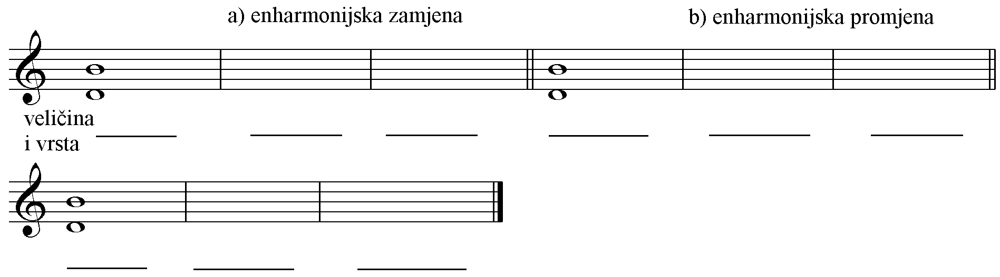 a) enharmonijska zamjena
b) enharmonijska promjena
veličina
i vrsta